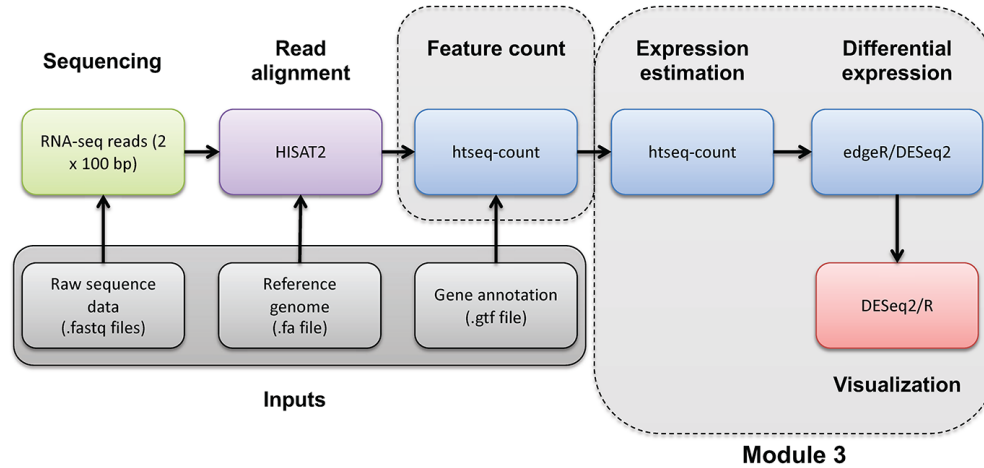 Sequencing
Read
alignment
Feature count
Expression
estimation
Differential
expression
RNA-seq reads (2
x 100 bp)
HISAT2
htseq-count
htseq-count
edgeR/DESeq2
Raw sequence
data
(.fastq files)
Reference
genome
(.fa file)
Gene annotation
(.gtf file)
DESeq2/R
Inputs
Visualization
Module 3